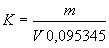 K = m / V 0,095345